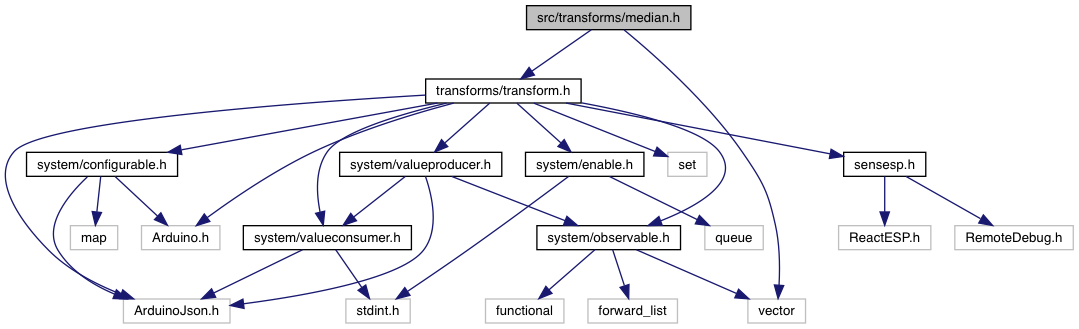 src/transforms/median.h
transforms/transform.h
system/configurable.h
system/valueproducer.h
system/enable.h
set
sensesp.h
map
Arduino.h
system/valueconsumer.h
system/observable.h
queue
ReactESP.h
RemoteDebug.h
ArduinoJson.h
stdint.h
functional
forward_list
vector